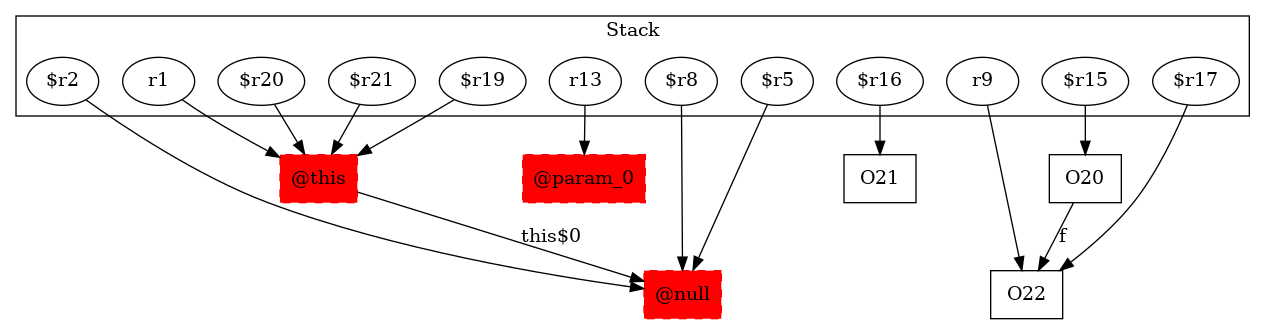 Stack
$r2 r1 $r20 $r21 $r19 r13 $r8 $r5 $r16 r9 $r15 $r17
@this @param_0 O21 O20
this$0 f
@null O22